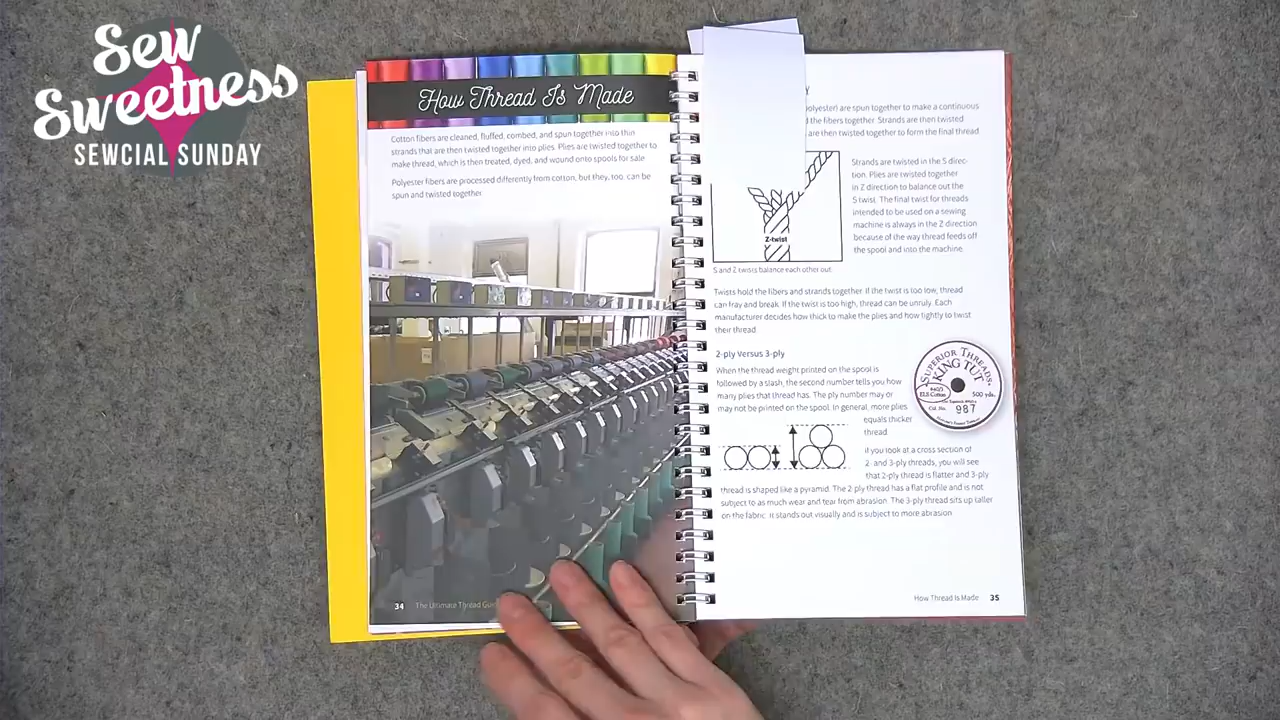 Sew
Sweetness
SEWCIAL SUNDAY
How Thread Is Made
Cotton fibers are cleaned, fluffed, combed, and spun together into thin
strands that are then twisted together into plies. Plies are twisted together to
make thread, which is then treated, dyed, and wound onto spools for sale.
Polyester fibers are processed differently from cotton, but they, too, can be
spun and twisted together.
34 The Ultimate Thread
polyester) are spun together to make a continuous
the fibers together. Strands are then twisted
are then twisted together to form the final thread
Strands are twisted in the S direc-
tion. Plies are twisted together
in Z direction to balance out the
S twist. The final twist for threads
intended to be used on a sewing
machine is always in the Z direction
because of the way thread feeds off
the spool and into the machine.
Z-twist
S and Z twists balance each other out.
Twists hold the fibers and strands together. If the twist is too low, thread
can fray and break. If the twist is too high, thread can be unruly. Each
manufacturer decides how thick to make the plies and how tightly to twist
their thread.
2-ply Versus 3-ply
When the thread weight printed on the spool is
followed by a slash, the second number tells you how
many plies that thread has. The ply number may or
may not be printed on the spool. In general, more plies
equals thicker
thread.
SUPERIOR THREADS
KING TUT
#40/3
ELS Cotton
500 yds.
Col. No. 987
If you look at a cross section of
2- and 3-ply threads, you will see
that 2-ply thread is flatter and 3-ply
thread is shaped like a pyramid. The 2-ply thread has a flat profile and is not
subject to as much wear and tear from abrasion. The 3-ply thread sits up taller
on the fabric. It stands out visually and is subject to more abrasion.
How Thread Is Made 35